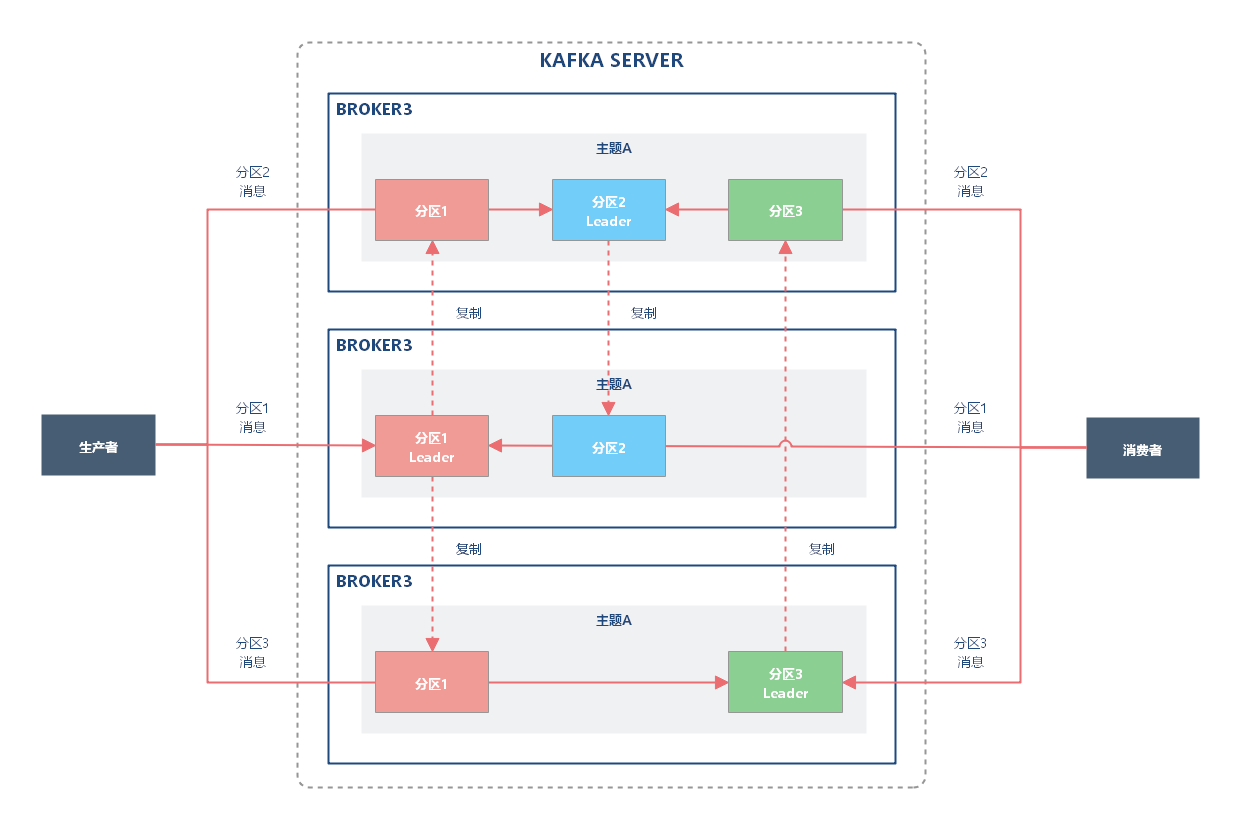 KAFKA SERVER
BROKER3
主题A
分区2
消息
分区1
分区2
Leader
分区3
分区2
消息
复制
复制
BROKER3
主题A
分区1
消息
生产者
分区1
Leader
分区2
分区1
消息
消费者
复制
复制
BROKER3
主题A
分区3
消息
分区1
分区3
Leader
分区3
消息